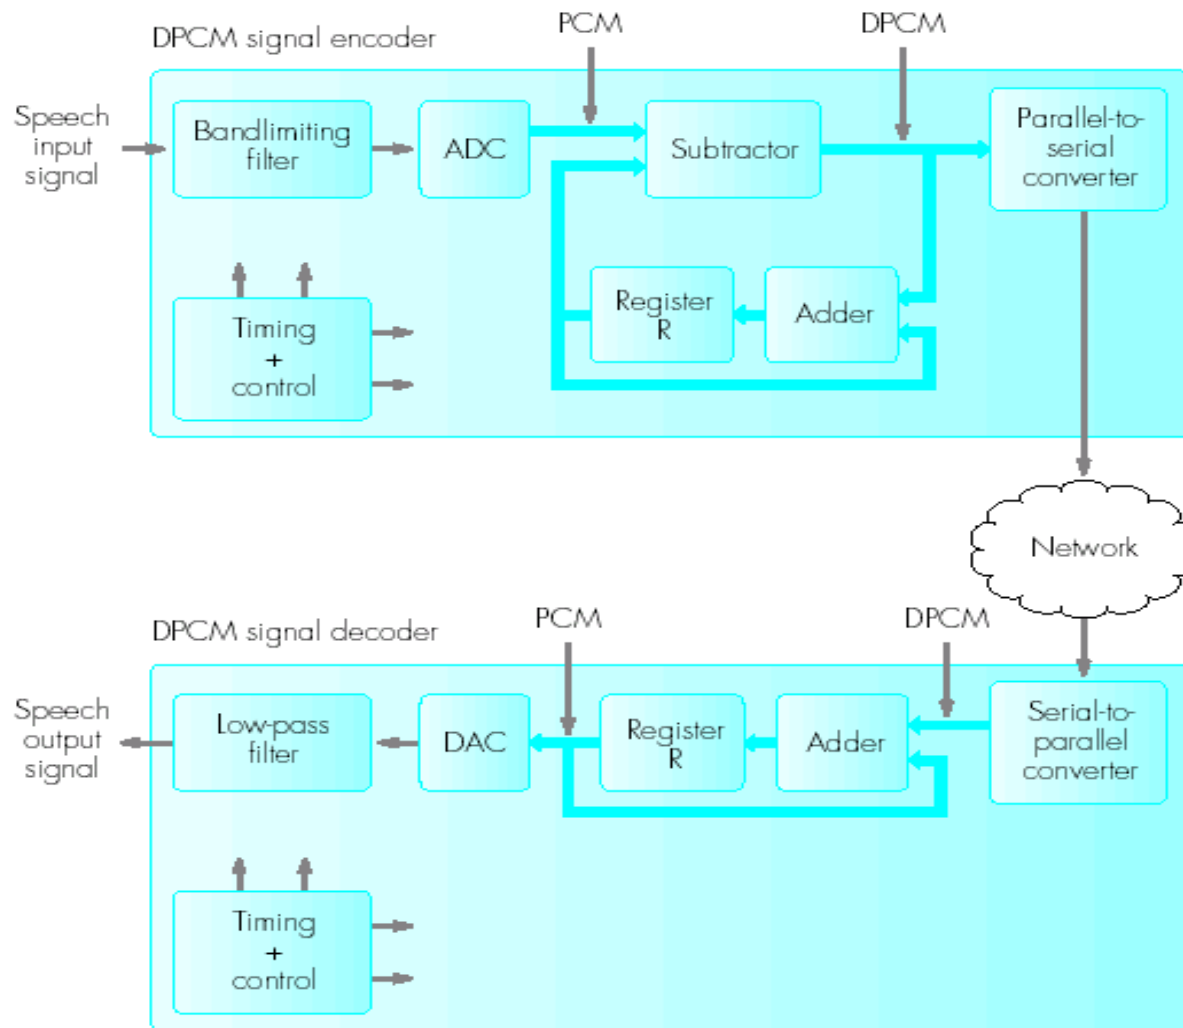 DPCM signal encoder
PCM
DPCM
Speech
input
signal
Bandlimiting
filter
ADC
Subtractor
Parallel-to-
serial
converter
Timing
+
control
Register
R
Adder
Network
DPCM signal decoder
PCM
DPCM
Speech
output
signal
Low-pass
filter
DAC
Register
R
Adder
Serial-to-
parallel
converter
Timing
+
control